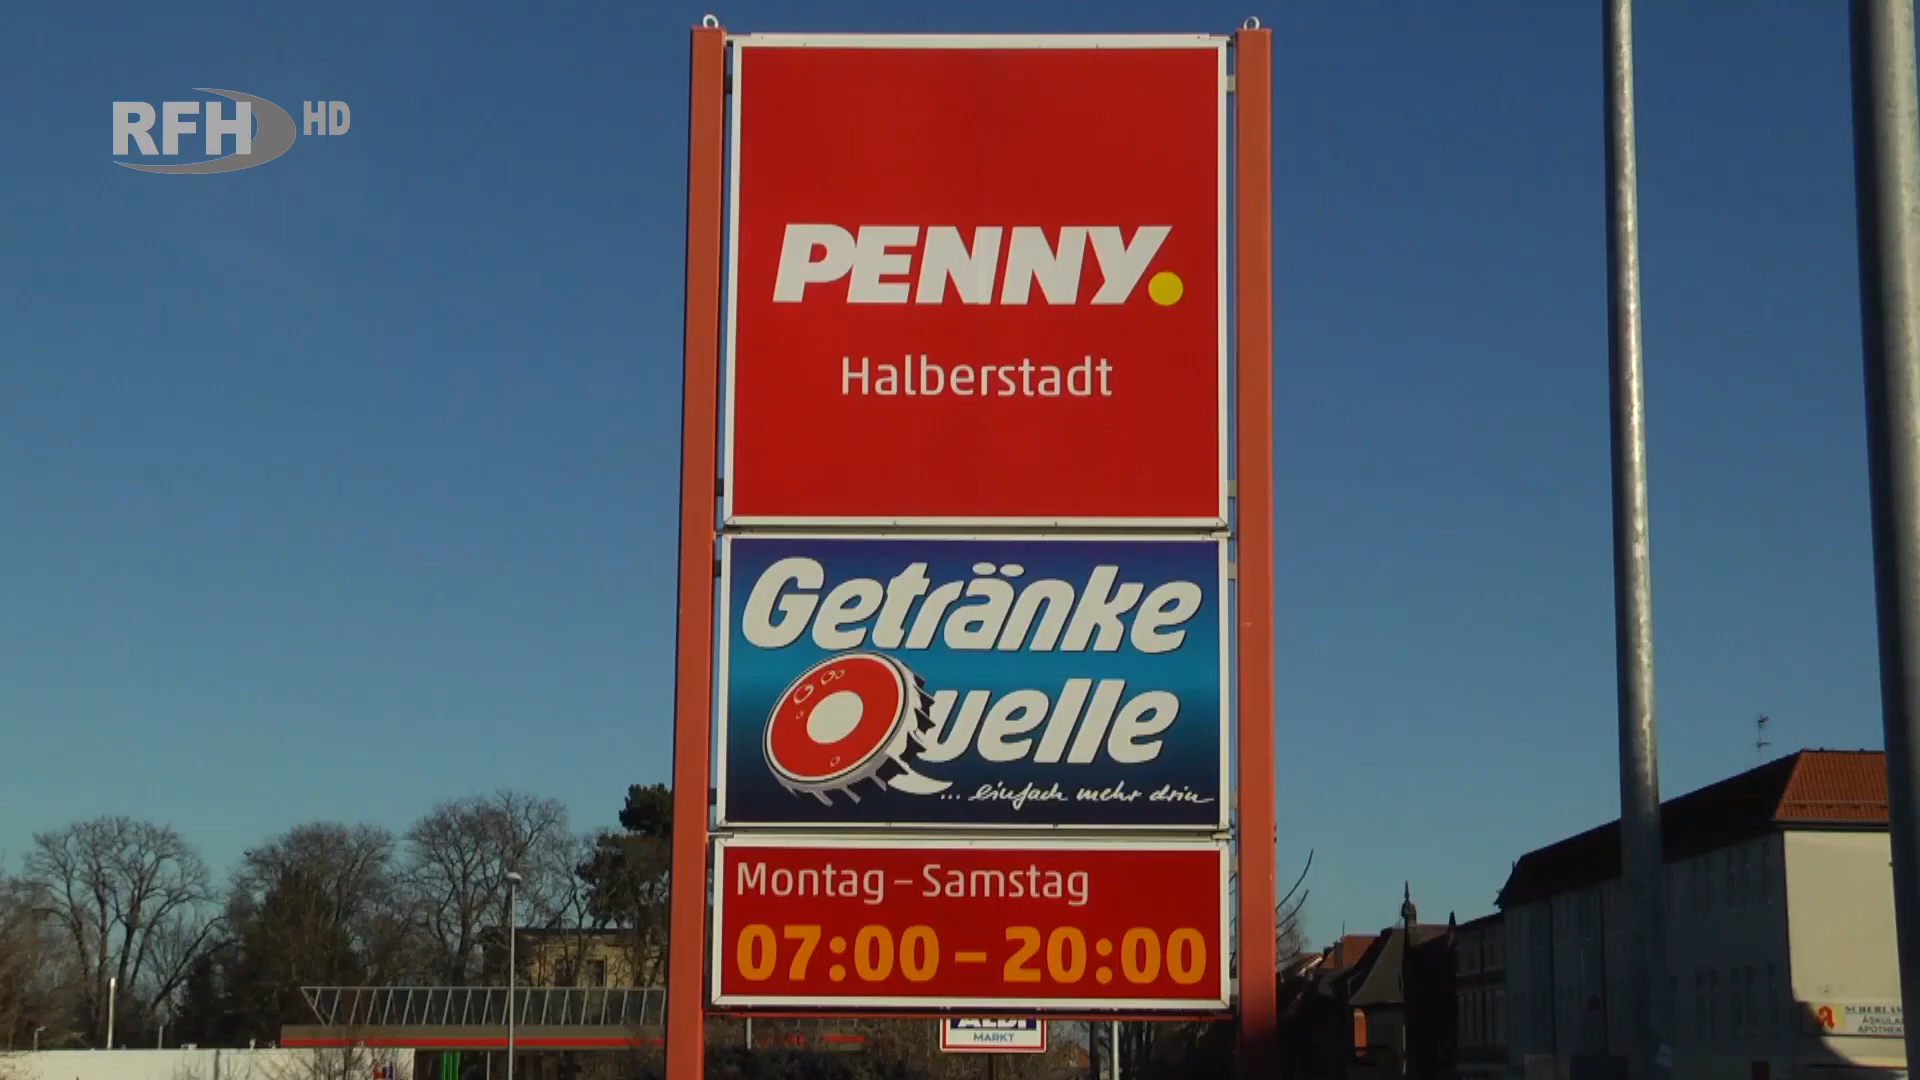 RFH HD
PENNY.
Halberstadt
Getränke
Quelle
... einfach mehr drin
Montag – Samstag
07:00 – 20:00
ALDI
MARKT